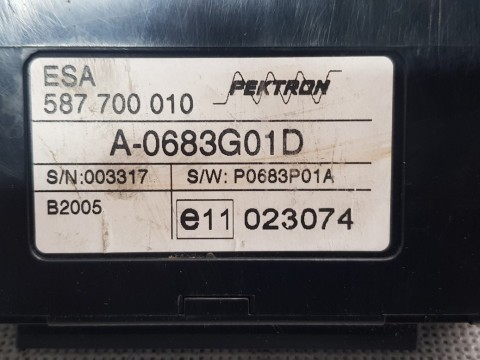 ESA PEKTRON
587 700 010
A-0683G01D
S/N:003317 S/W: P0683P01A
B2005 e11 023074